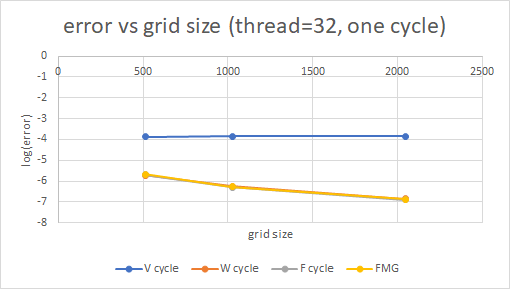 error vs grid size (thread=32, one cycle)
0
0 500 1000 1500 2000 2500
-1
-2
-3
-4
-5
-6
-7
-8
log(error)
grid size
V cycle W cycle F cycle FMG